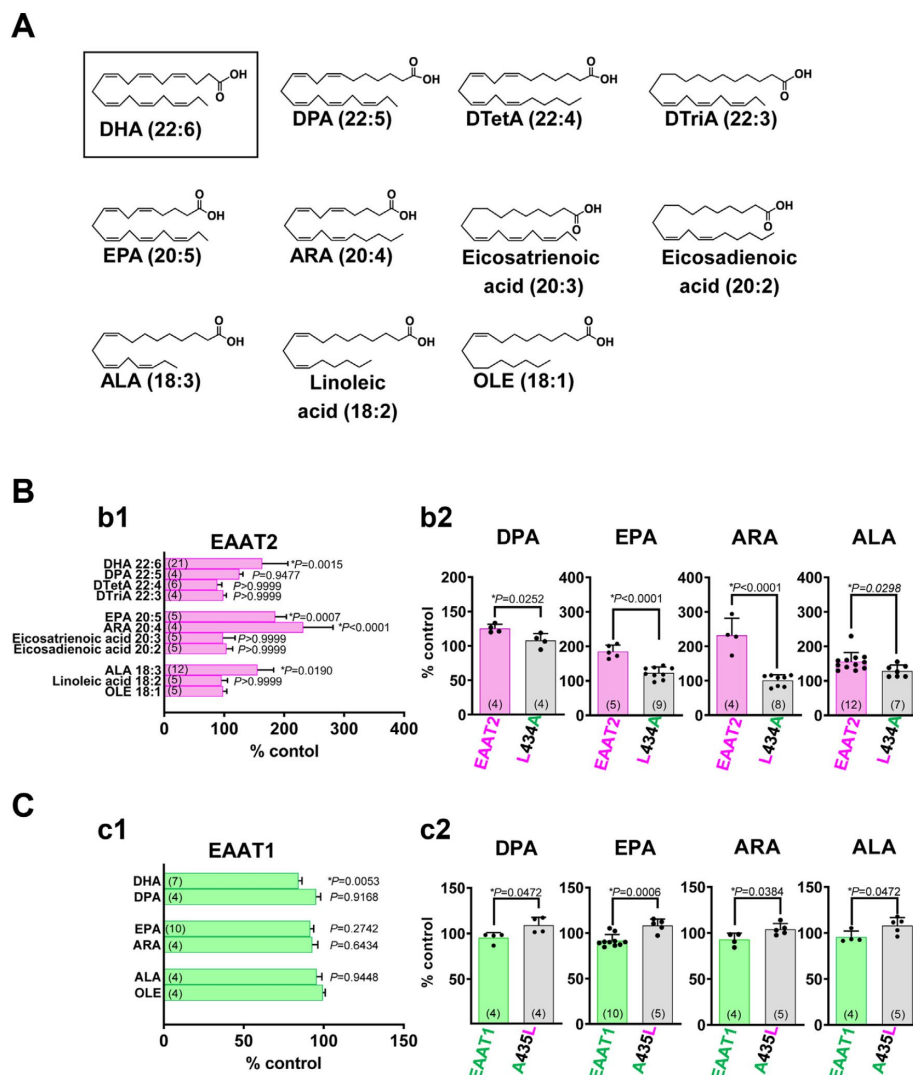 A
OH
O
DHA (22:6)
O
OH
DPA (22:5)
O
OH
DTetA (22:4)
OH
O
DTriA (22:3)
O
OH
EPA (20:5)
O
OH
ARA (20:4)
OH
O
Eicosatrienoic
acid (20:3)
OH
O
Eicosadienoic
acid (20:2)
O
OH
ALA (18:3)
O
OH
Linoleic
acid (18:2)
O
OH
OLE (18:1)
B
b1
EAAT2
DHA 22:6 (21) *P=0.0015
DPA 22:5 (4) P=0.9477
DTetA 22:4 (6) P>0.9999
DTriA 22:3 (4) P>0.9999
EPA 20:5 (5) *P=0.0007
ARA 20:4 (4) *P<0.0001
Eicosatrienoic acid 20:3 (5) P>0.9999
Eicosadienoic acid 20:2 (5) P>0.9999
ALA 18:3 (12) *P=0.0190
Linoleic acid 18:2 (5) P>0.9999
OLE 18:1 (5)
0 100 200 300 400
% contol
b2
DPA
% control
200
150
100
50
0
*P=0.0252
(4) (4)
EAAT2 L434A
EPA
400
300
200
100
0
*P<0.0001
(5) (9)
EAAT2 L434A
ARA
400
300
200
100
0
*P<0.0001
(4) (8)
EAAT2 L434A
ALA
400
300
200
100
0
*P=0.0298
(12) (7)
EAAT2 L434A
C
c1
EAAT1
DHA (7) *P=0.0053
DPA (4) P=0.9168
EPA (10) P=0.2742
ARA (4) P=0.6434
ALA (4) P=0.9448
OLE (4)
0 50 100 150
% control
c2
DPA
% control
150
100
50
*P=0.0472
(4) (4)
EAAT1 A435L
EPA
150
100
50
*P=0.0006
(10) (5)
EAAT1 A435L
ARA
150
100
50
*P=0.0384
(4) (5)
EAAT1 A435L
ALA
150
100
50
*P=0.0472
(4) (5)
EAAT1 A435L